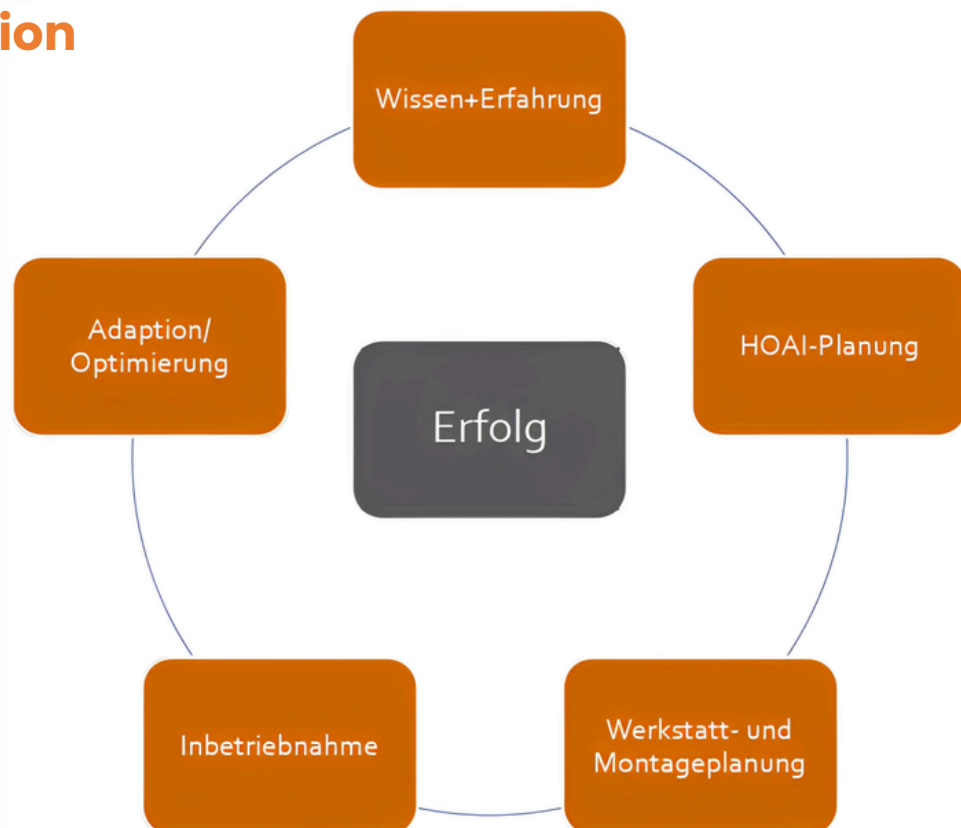 ion
Wissen+Erfahrung
HOAI-Planung
Werkstatt- und
Montageplanung
Inbetriebnahme
Adaption/
Optimierung
Erfolg